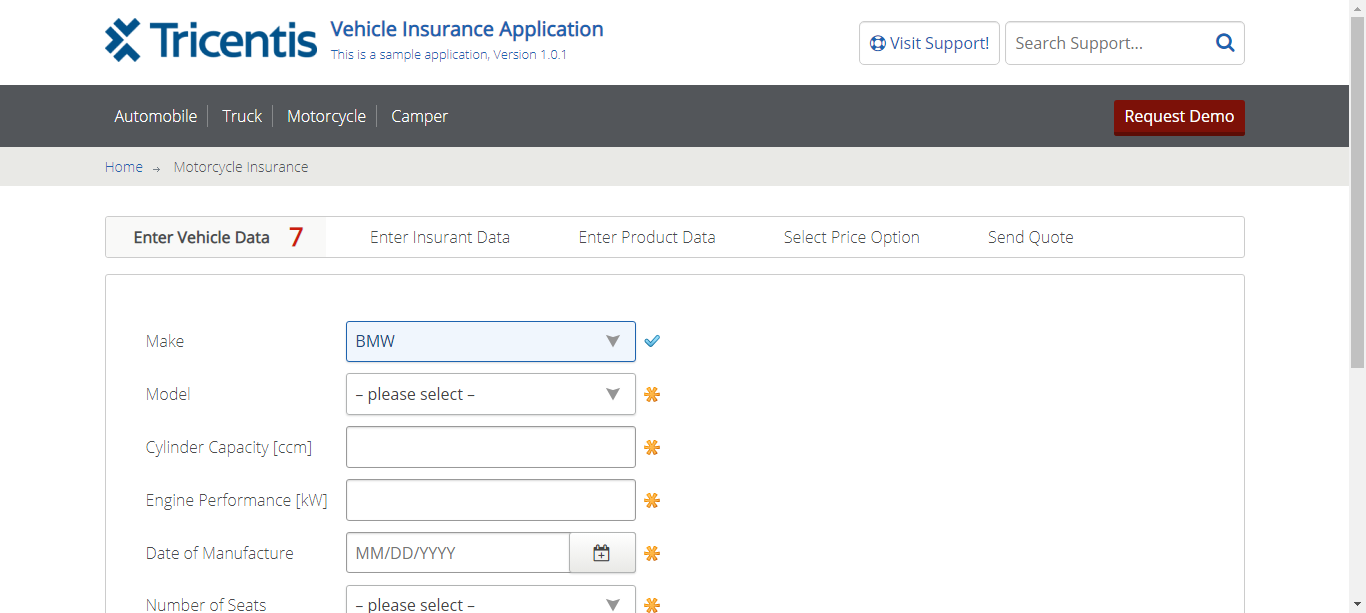 Tricentis
Vehicle Insurance Application
This is a sample application, Version 1.0.1
Visit Support!
Search Support...
Automobile
Truck
Motorcycle
Camper
Request Demo
Home → Motorcycle Insurance
Enter Vehicle Data 7
Enter Insurant Data
Enter Product Data
Select Price Option
Send Quote
Make
BMW
Model
– please select –
Cylinder Capacity [ccm]
Engine Performance [kW]
Date of Manufacture
MM/DD/YYYY
Number of Seats
– please select –